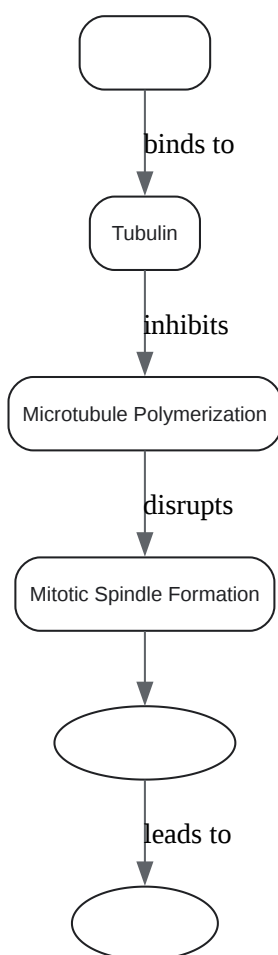 binds to
Tubulin
inhibits
Microtubule Polymerization
disrupts
Mitotic Spindle Formation
leads to